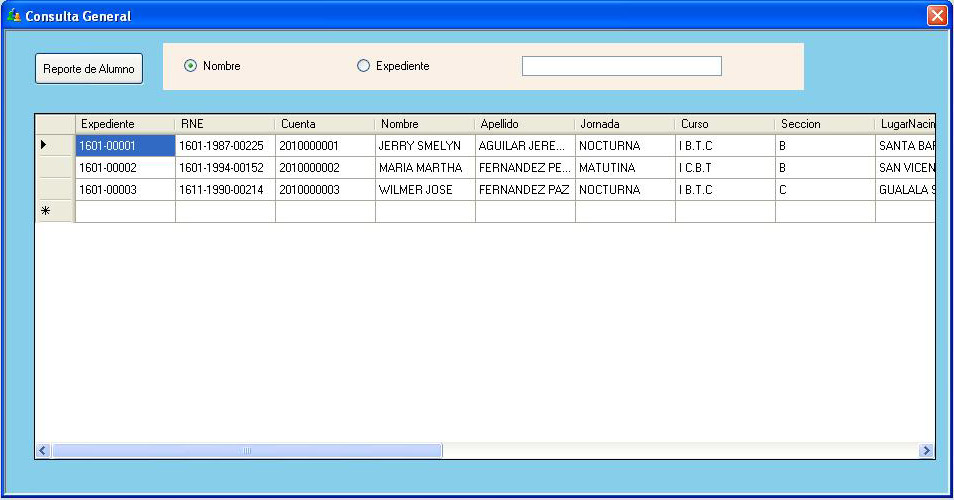 Consulta General
Reporte de Alumno Nombre Expediente
Expediente RNE Cuenta Nombre Apellido Jornada Curso Seccion LugarNacin
1601-00001 1601-1987-00225 2010000001 JERRY SMELYN AGUILAR JERE... NOCTURNA I B.T.C B SANTA BAR
1601-00002 1601-1994-00152 2010000002 MARIA MARTHA FERNANDEZ PE... MATUTINA I C.B.T B SAN VICEN
1601-00003 1611-1990-00214 2010000003 WILMER JOSE FERNANDEZ PAZ NOCTURNA I B.T.C C GUALALA S